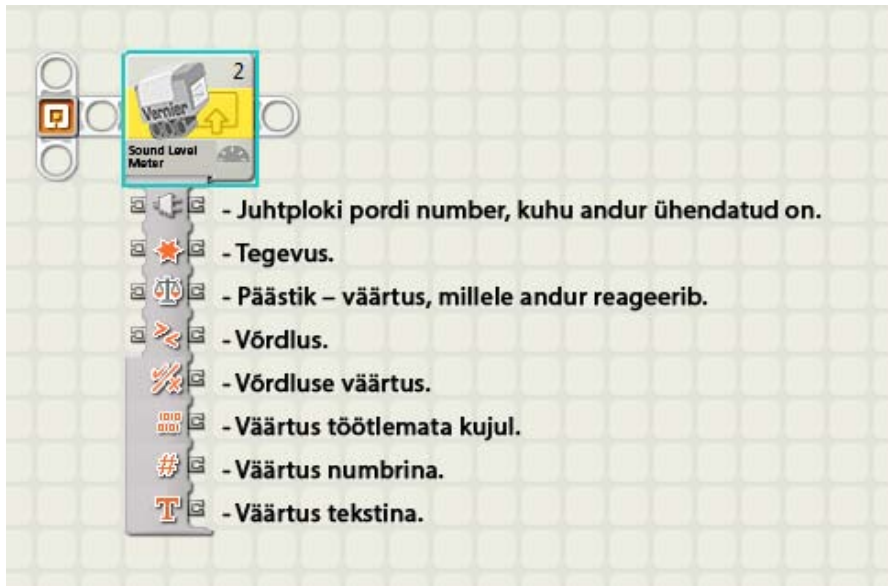 2
Vernier
Sound Level
Meter
- Juhtploki pordi number, kuhu andur ühendatud on.
- Tegevus.
- Päästik – väärtus, millele andur reageerib.
- Võrdlus.
- Võrdluse väärtus.
- Väärtus töötlemata kujul.
- Väärtus numbrina.
- Väärtus tekstina.